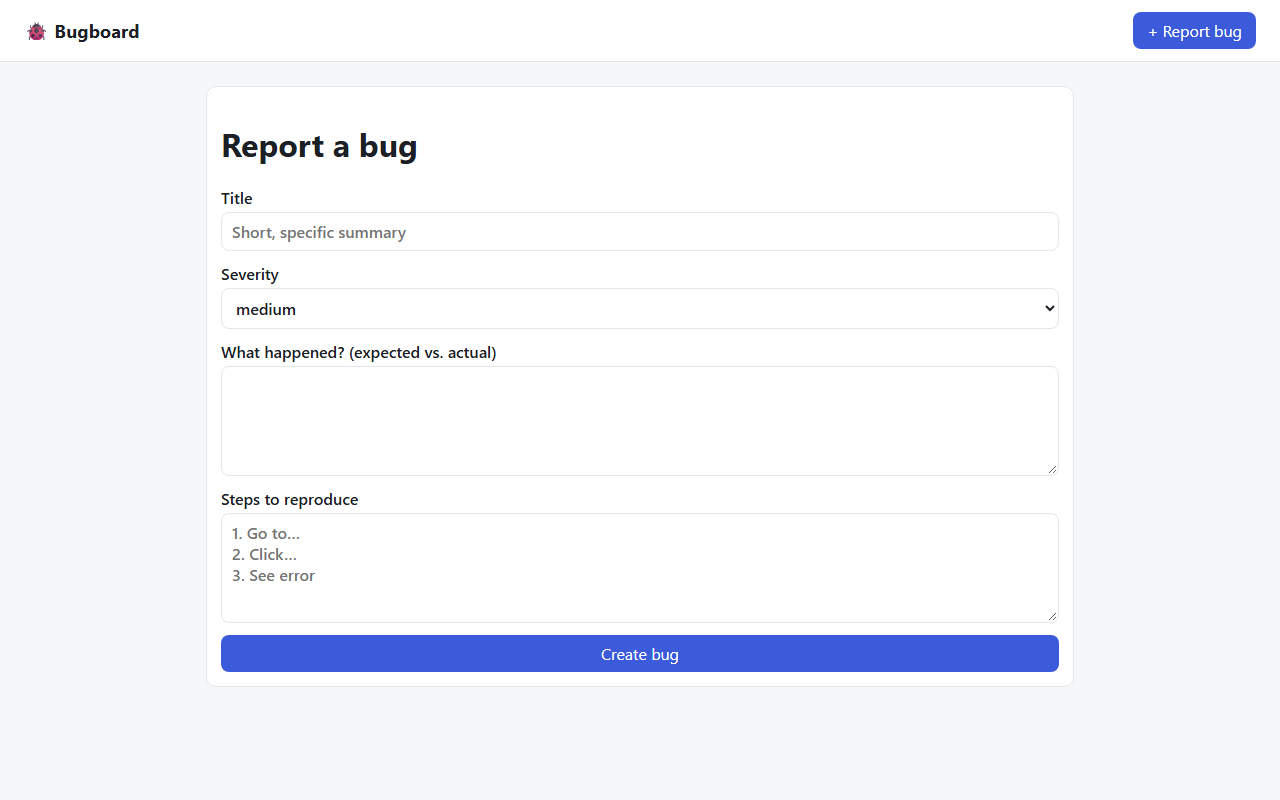 Bugboard
+ Report bug
Report a bug
Title
Short, specific summary
Severity
medium
What happened? (expected vs. actual)
Steps to reproduce
1. Go to...
2. Click...
3. See error
Create bug